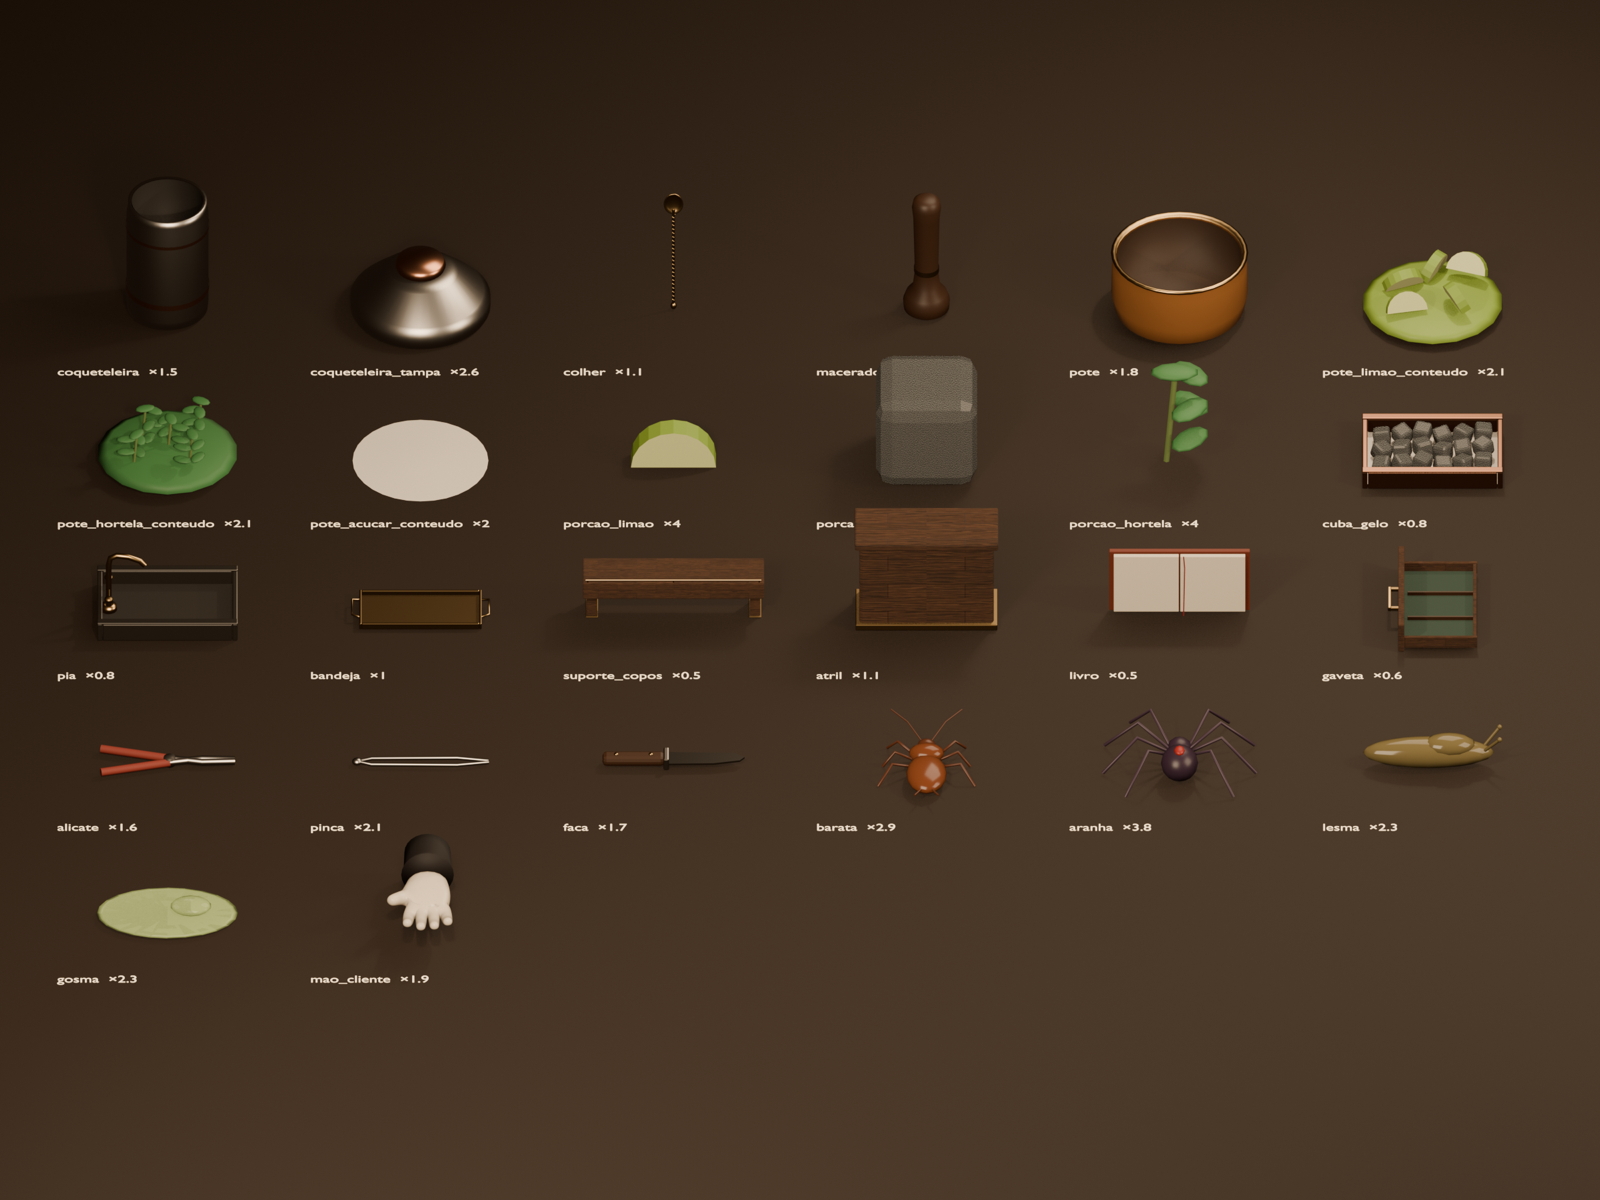 coqueteleira ×1.5
coqueteleira_tampa ×2.6
colher ×1.1
pote ×1.8
pote_limao_conteudo ×2.1
pote_hortela_conteudo ×2.1
pote_acucar_conteudo ×2
porcao_limao ×4
porcao_hortela ×4
cuba_gelo ×0.8
pia ×0.8
bandeja ×1
suporte_copos ×0.5
atril ×1.1
livro ×0.5
gaveta ×0.6
alicate ×1.6
pinca ×2.1
faca ×1.7
barata ×2.9
aranha ×3.8
lesma ×2.3
gosma ×2.3
mao_cliente ×1.9